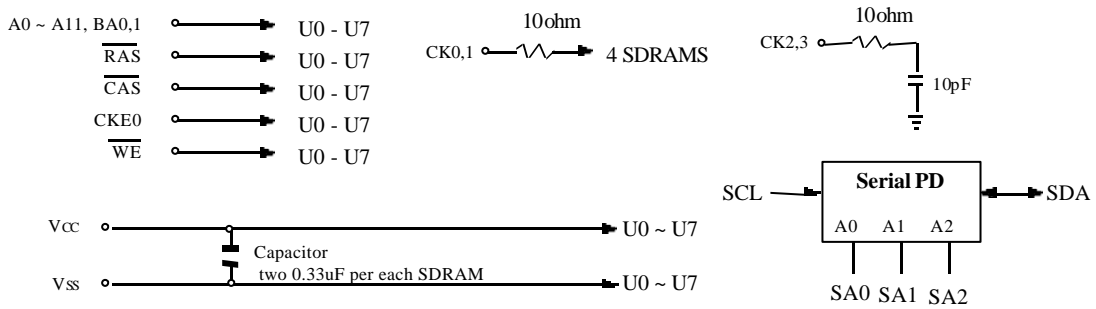 A0 ~ A11, BA0,1 U0 - U7
RAS U0 - U7
CAS U0 - U7
CKE0 U0 - U7
WE U0 - U7
10ohm
CK0,1 4 SDRAMS
10ohm
CK2,3
10pF
Serial PD
SCL SDA
A0 A1 A2
SA0 SA1 SA2
VCC U0 ~ U7
Capacitor
two 0.33uF per each SDRAM
VSS U0 ~ U7